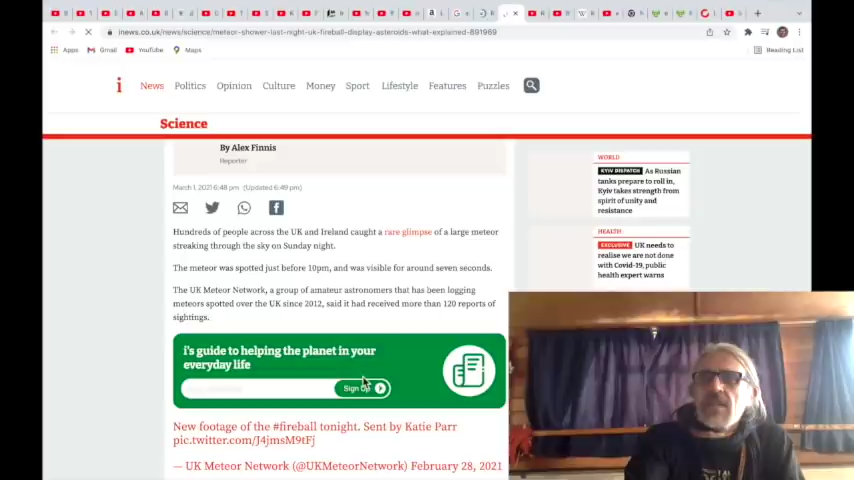 inews.co.uk/news/science/meteor-shower-last-night-uk-fireball-display-asteroids-what-explained-891969
Apps Gmail YouTube Maps Reading List
i News Politics Opinion Culture Money Sport Lifestyle Features Puzzles
Science
By Alex Finnis
Reporter
March 1, 2021 6:48 pm (Updated 6:49 pm)
Hundreds of people across the UK and Ireland caught a rare glimpse of a large meteor
streaking through the sky on Sunday night.
The meteor was spotted just before 10pm, and was visible for around seven seconds.
The UK Meteor Network, a group of amateur astronomers that has been logging
meteors spotted over the UK since 2012, said it had received more than 120 reports of
sightings.
i's guide to helping the planet in your
everyday life
Sign Up
New footage of the #fireball tonight. Sent by Katie Parr
pic.twitter.com/J4jmsM9tFj
— UK Meteor Network (@UKMeteorNetwork) February 28, 2021
WORLD
KYIV DISPATCH As Russian
tanks prepare to roll in,
Kyiv takes strength from
spirit of unity and
resistance
HEALTH
EXCLUSIVE UK needs to
realise we are not done
with Covid-19, public
health expert warns